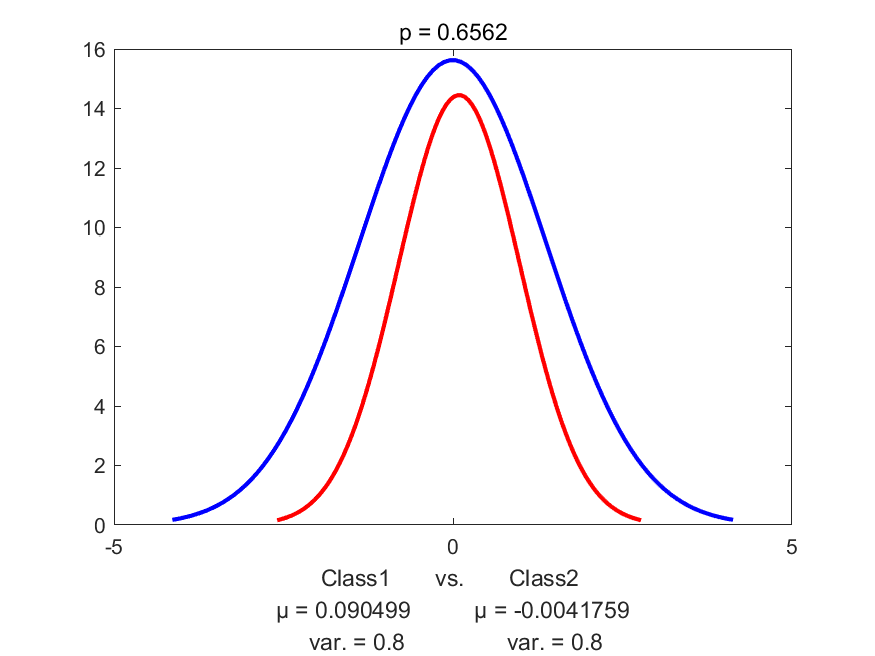 p = 0.6562
16
14
12
10
8
6
4
2
0
-5 0 5
Class1 vs. Class2
μ = 0.090499 μ = -0.0041759
var. = 0.8 var. = 0.8